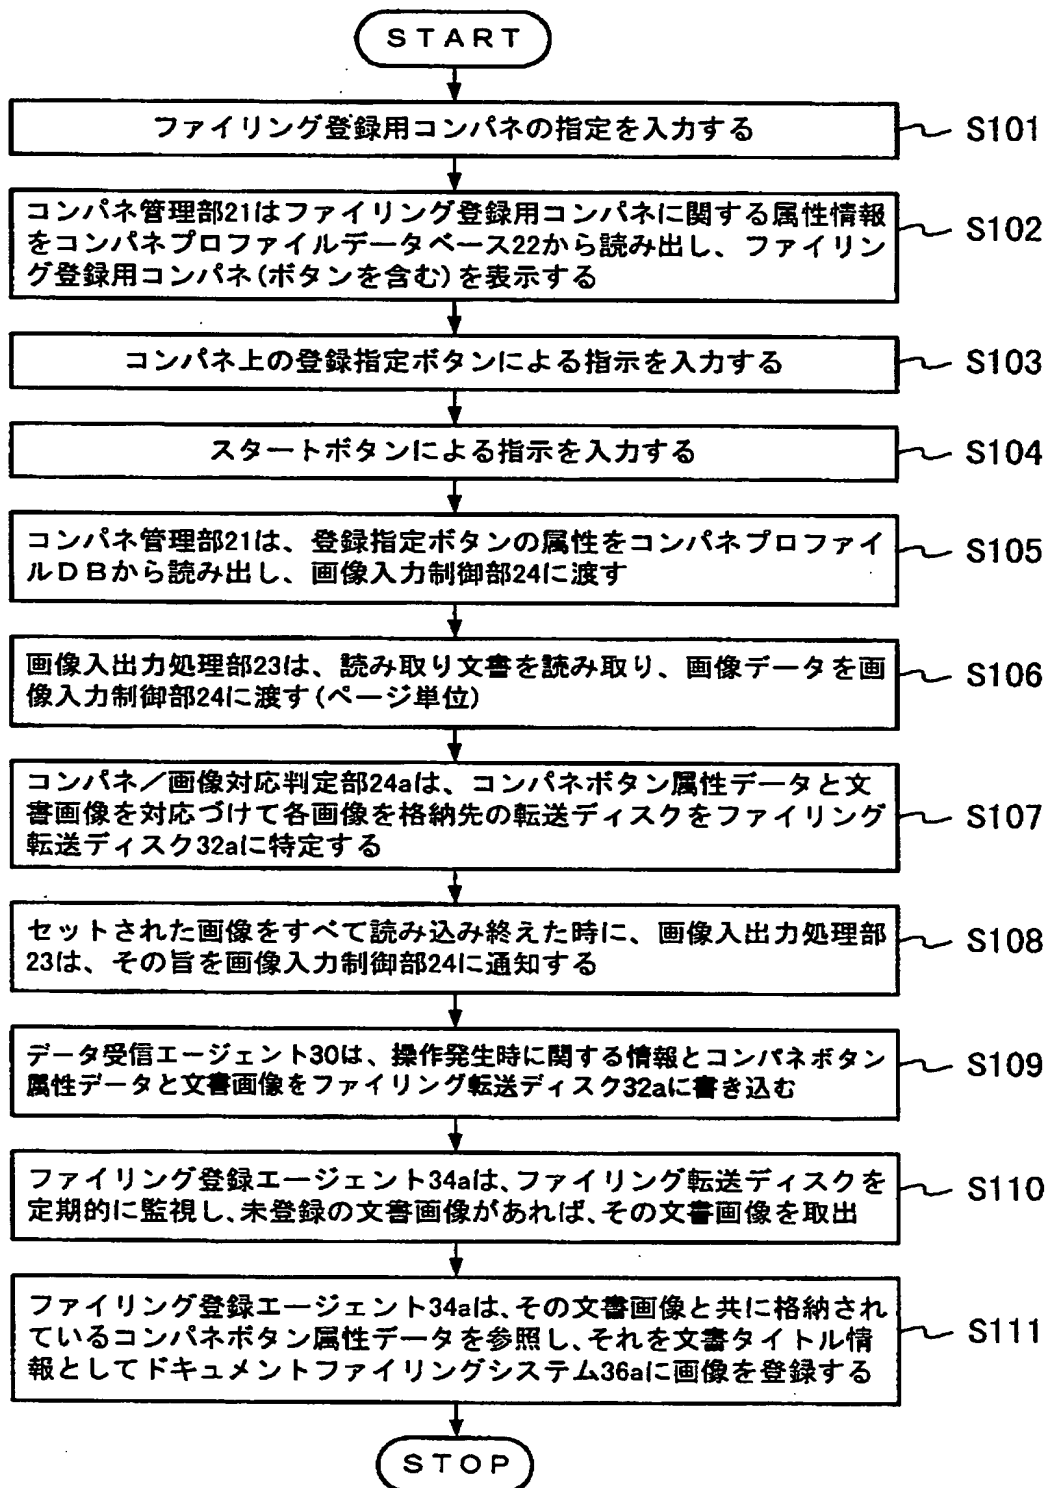 START
ファイリング登録用コンパネの指定を入力する
S101
コンパネ管理部21はファイリング登録用コンパネに関する属性情報
をコンパネプロファイルデータベース22から読み出し、ファイリン
グ登録用コンパネ(ボタンを含む)を表示する
S102
コンパネ上の登録指定ボタンによる指示を入力する
S103
スタートボタンによる指示を入力する
S104
コンパネ管理部21は、登録指定ボタンの属性をコンパネプロファイ
ルDBから読み出し、画像入力制御部24に渡す
S105
画像入出力処理部23は、読み取り文書を読み取り、画像データを画
像入力制御部24に渡す(ページ単位)
S106
コンパネ／画像対応判定部24aは、コンパネボタン属性データと文
書画像を対応づけて各画像を格納先の転送ディスクをファイリング
転送ディスク32aに特定する
S107
セットされた画像をすべて読み込み終えた時に、画像入出力処理部
23は、その旨を画像入力制御部24に通知する
S108
データ受信エージェント30は、操作発生時に関する情報とコンパネボタン
属性データと文書画像をファイリング転送ディスク32aに書き込む
S109
ファイリング登録エージェント34aは、ファイリング転送ディスクを
定期的に監視し、未登録の文書画像があれば、その文書画像を取出
S110
ファイリング登録エージェント34aは、その文書画像と共に格納され
ているコンパネボタン属性データを参照し、それを文書タイトル情
報としてドキュメントファイリングシステム36aに画像を登録する
S111
STOP